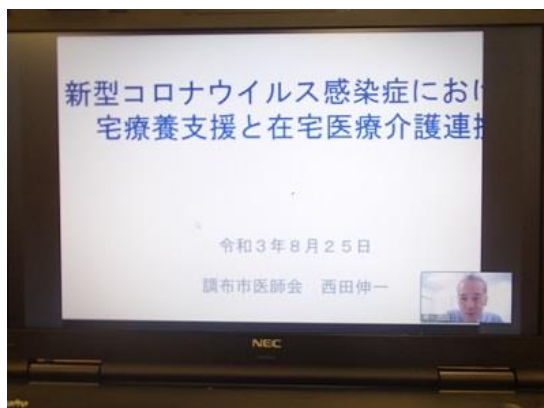 新型コロナウイルス感染症におけ
宅療養支援と在宅医療介護連携
令和3年8月25日
調布市医師会 西田伸一
NEC